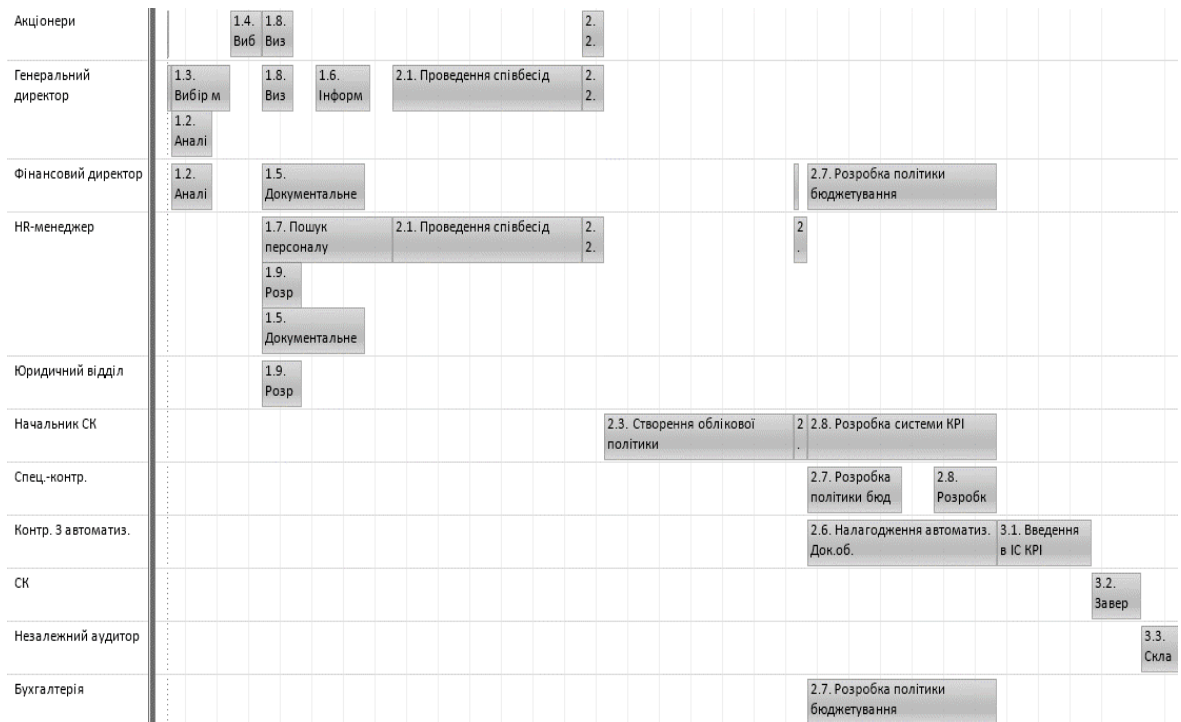 Акціонери
1.4.
Виб
1.8.
Виз
2.
2.
Генеральний
директор
1.3.
Вибір м
1.8.
Виз
1.6.
Інформ
2.1. Проведення співбесід
2.
2.
1.2.
Аналі
Фінансовий директор
1.2.
Аналі
1.5.
Документальне
2.7. Розробка політики
бюджетування
HR-менеджер
1.7. Пошук
персоналу
2.1. Проведення співбесід
2.
2.
2
.
1.9.
Розр
1.5.
Документальне
Юридичний відділ
1.9.
Розр
Начальник СК
2.3. Створення облікової
політики
2
.
2.8. Розробка системи KPI
Спец.-контр.
2.7. Розробка
політики бюд
2.8.
Розробк
Контр. З автоматиз.
2.6. Налагодження автоматиз.
Док.об.
3.1. Введення
в ІС KPI
СК
3.2.
Завер
Незалежний аудитор
3.3.
Скла
Бухгалтерія
2.7. Розробка політики
бюджетування